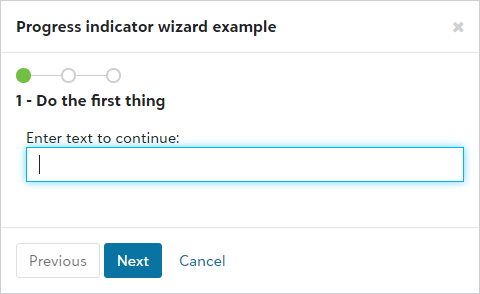 Progress indicator wizard example
1 - Do the first thing
Enter text to continue:
Previous Next Cancel